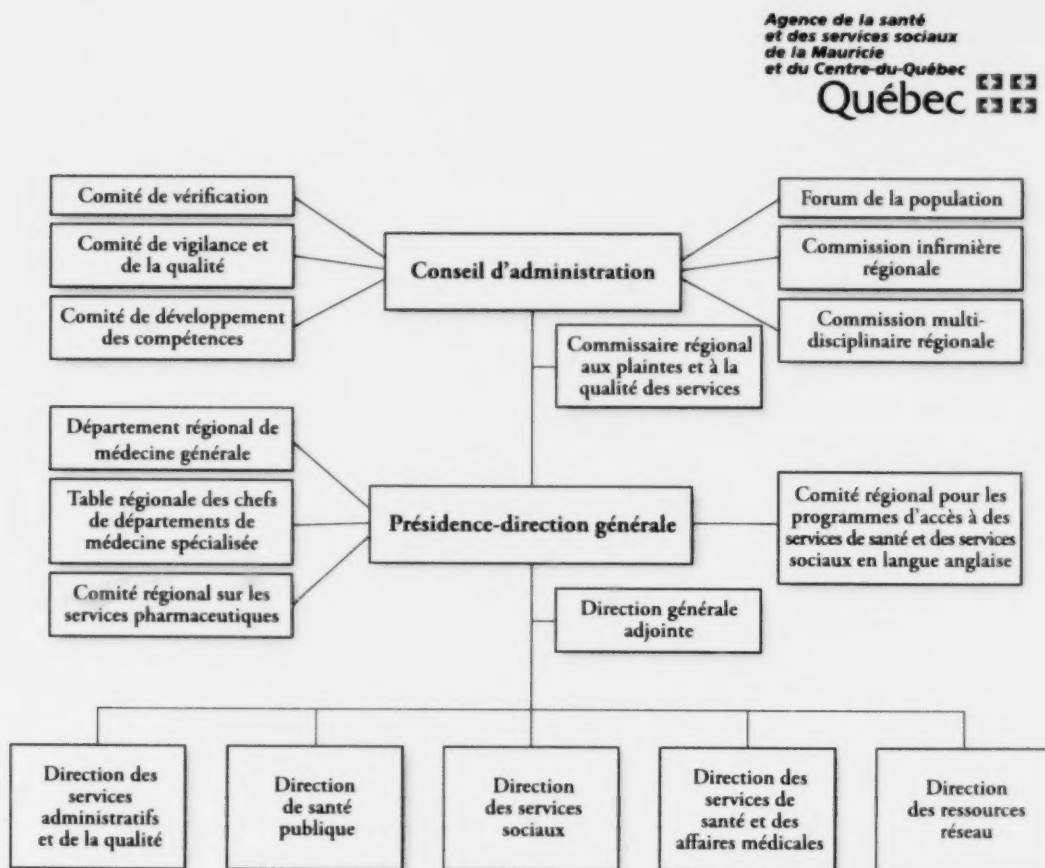 Agence de la santé
et des services sociaux
de la Mauricie
et du Centre-du-Québec
Québec
Comité de vérification
Comité de vigilance et
de la qualité
Comité de développement
des compétences
Conseil d'administration
Forum de la population
Commission infirmière
régionale
Commission multi-
disciplinaire régionale
Commissaire régional
aux plaintes et à la
qualité des services
Département régional de
médecine générale
Table régionale des chefs
de départements de
médecine spécialisée
Comité régional sur les
services pharmaceutiques
Présidence-direction générale
Comité régional pour les
programmes d'accès à des
services de santé et des services
sociaux en langue anglaise
Direction générale
adjointe
Direction des
services
administratifs
et de la qualité
Direction
de santé
publique
Direction
des services
sociaux
Direction des
services de
santé et des
affaires médicales
Direction
des ressources
réseau